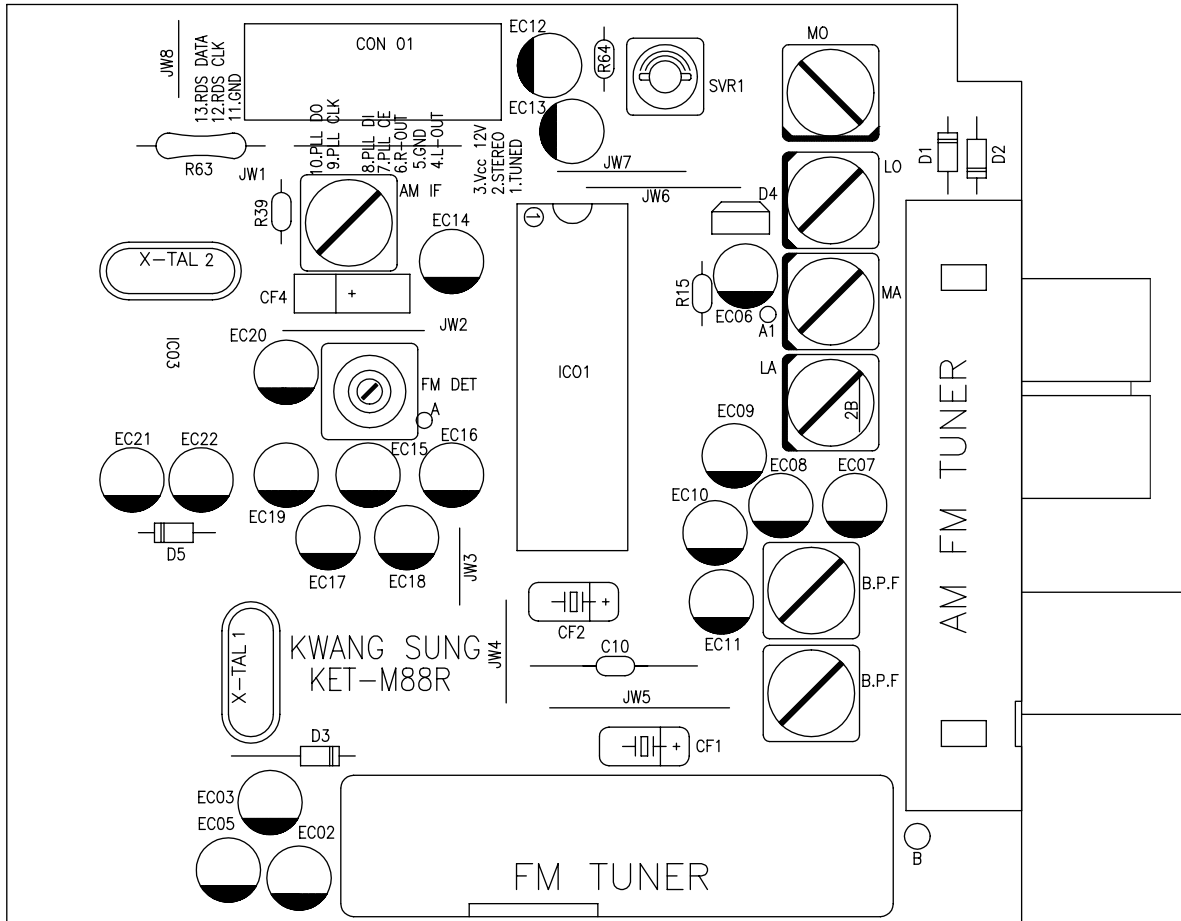 CON 01
JW8
13.RDS DATA
12.RDS CLK
11.GND
10.PLL DO
9.PLL CLK
8.PLL DI
7.PLL CE
6.R-OUT
5.GND
4.L-OUT
3.Vcc 12V
2.STEREO
1.TUNED
EC12
EC13
R64
SVR1
MO
D1
D2
R63
JW1
JW7
JW6
R39
AM IF
EC14
1
D4
LO
X-TAL 2
CF4
+
JW2
R15
EC06
A1
MA
IC03
EC20
FM DET
A
IC01
LA
2B
EC21
EC22
EC19
EC15
EC16
EC09
EC08
EC07
EC10
D5
EC17
EC18
JW3
CF2
+
EC11
B.P.F
AM FM TUNER
X-TAL 1
KWANG SUNG
KET-M88R
JW4
C10
JW5
B.P.F
D3
CF1
+
EC03
EC05
EC02
FM TUNER
B